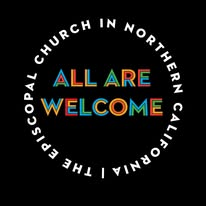 THE EPISCOPAL CHURCH IN NORTHERN CALIFORNIA |
ALL ARE
WELCOME